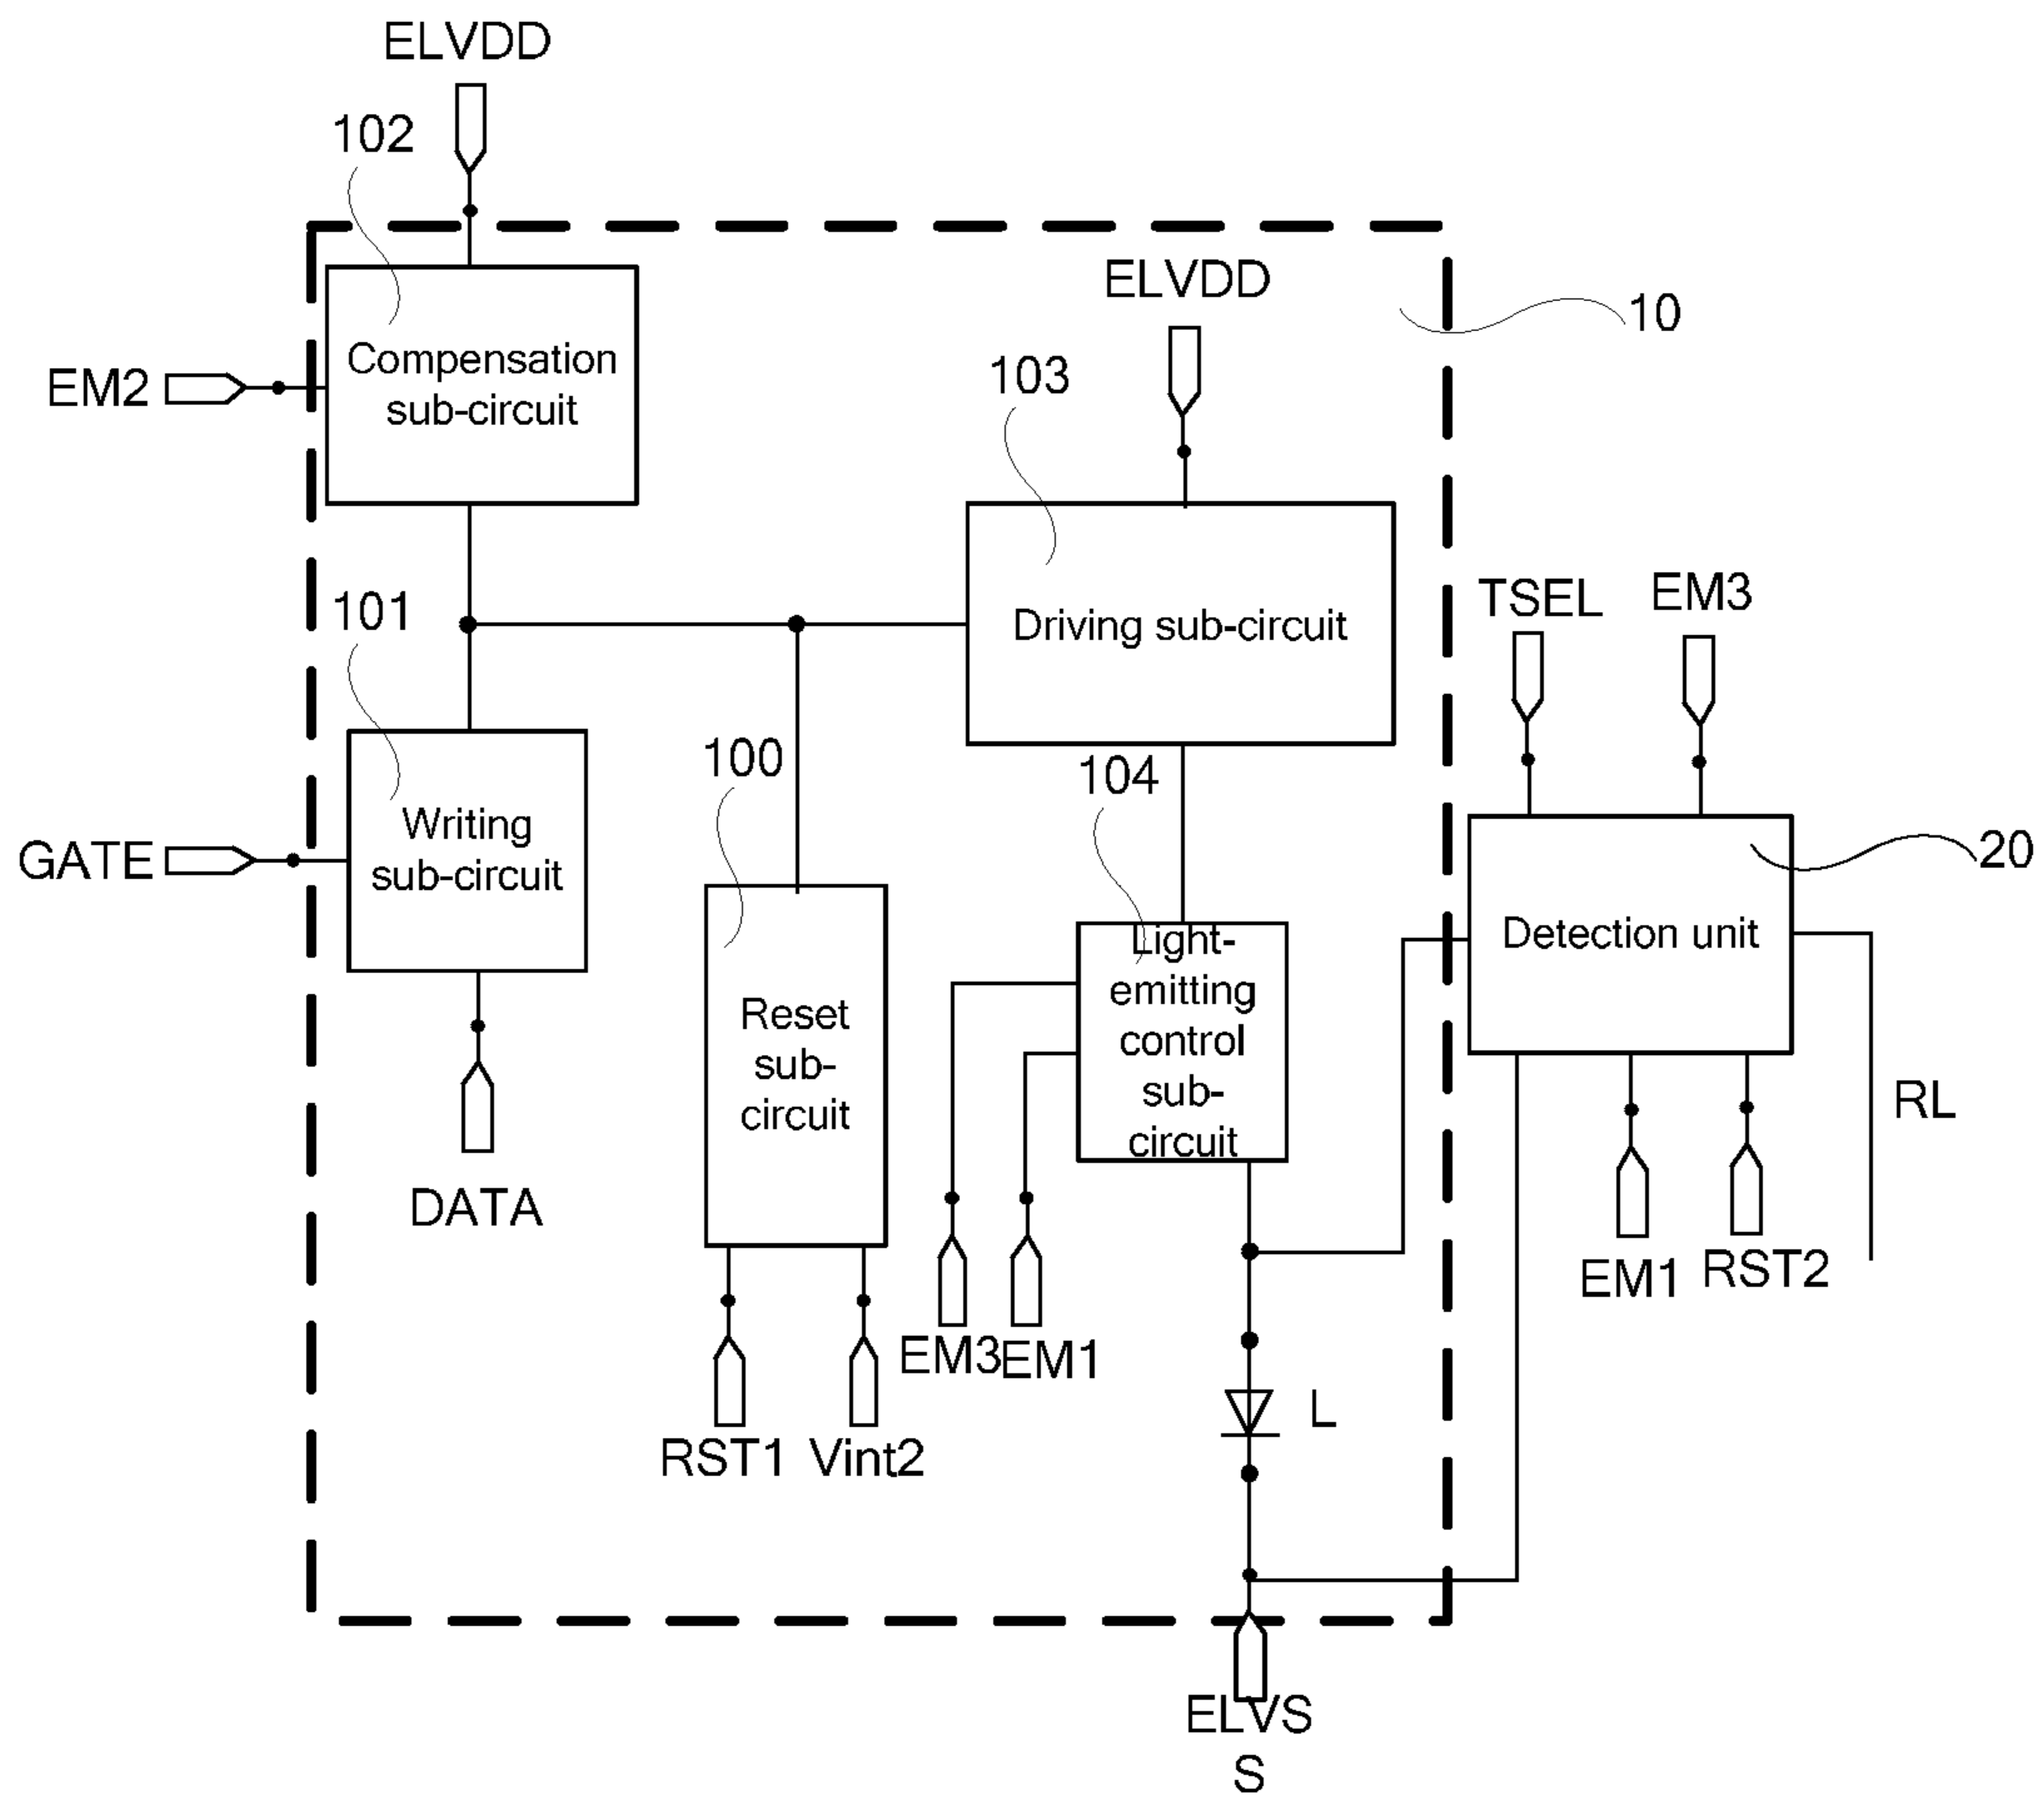 ELVDD
102
ELVDD
10
Compensation
sub-circuit
EM2
103
TSEL
EM3
101
Driving sub-circuit
100
104
Writing
sub-circuit
GATE
20
Light-
emitting
control
sub-
circuit
Detection unit
Reset
sub-
circuit
RL
DATA
EM1
RST2
EM3
EM1
L
RST1
Vint2
ELVS
S